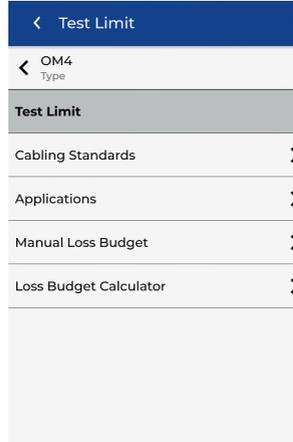 Test Limit
OM4
Type
Test Limit
Cabling Standards
Applications
Manual Loss Budget
Loss Budget Calculator